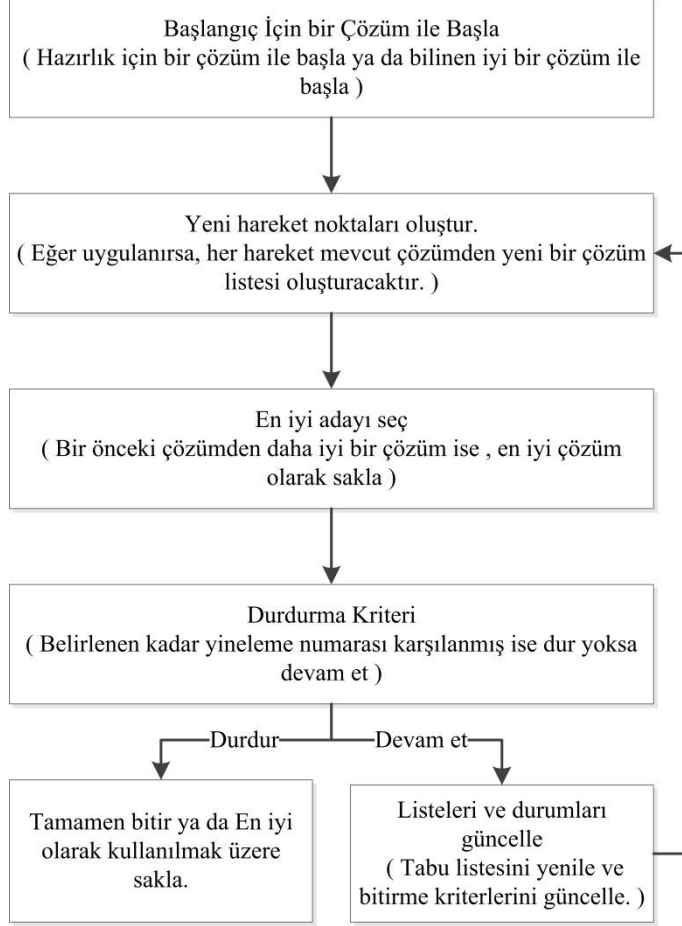 Başlangıç İçin bir Çözüm ile Başla
( Hazırlık için bir çözüm ile başla ya da bilinen iyi bir çözüm ile
başla )
Yeni hareket noktaları oluştur.
( Eğer uygulanırsa, her hareket mevcut çözümden yeni bir çözüm
listesi oluşturacaktır. )
En iyi adayı seç
( Bir önceki çözümden daha iyi bir çözüm ise , en iyi çözüm
olarak sakla )
Durdurma Kriteri
( Belirlenen kadar yineleme numarası karşılanmış ise dur yoksa
devam et )
Durdur
Devam et
Tamamen bitir ya da En iyi
olarak kullanılmak üzere
sakla.
Listeleri ve durumları
güncelle
( Tabu listesini yenile ve
bitirme kriterlerini güncelle. )